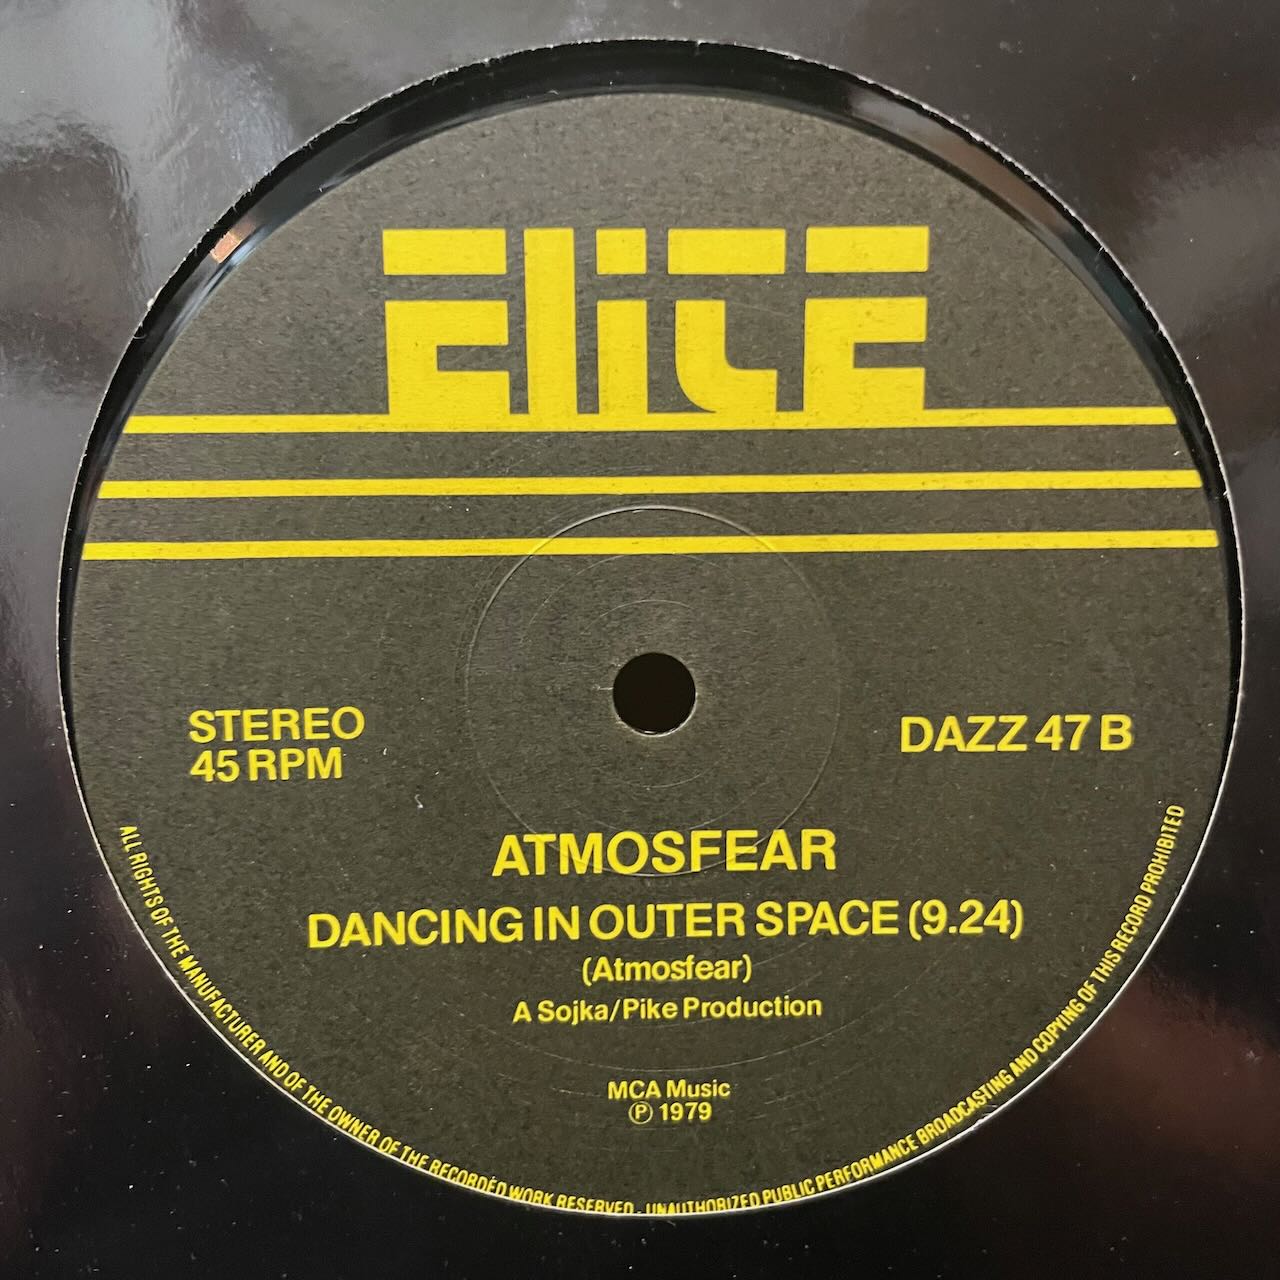 Elite
STEREO
45 RPM
DAZZ 47 B
ATMOSFEAR
DANCING IN OUTER SPACE (9.24)
(Atmosfear)
A Sojka/Pike Production
MCA Music
℗ 1979
ALL RIGHTS OF THE MANUFACTURER AND OF THE OWNER OF THE RECORDED WORK RESERVED - UNAUTHORIZED PUBLIC PERFORMANCE BROADCASTING AND COPYING OF THIS RECORD PROHIBITED